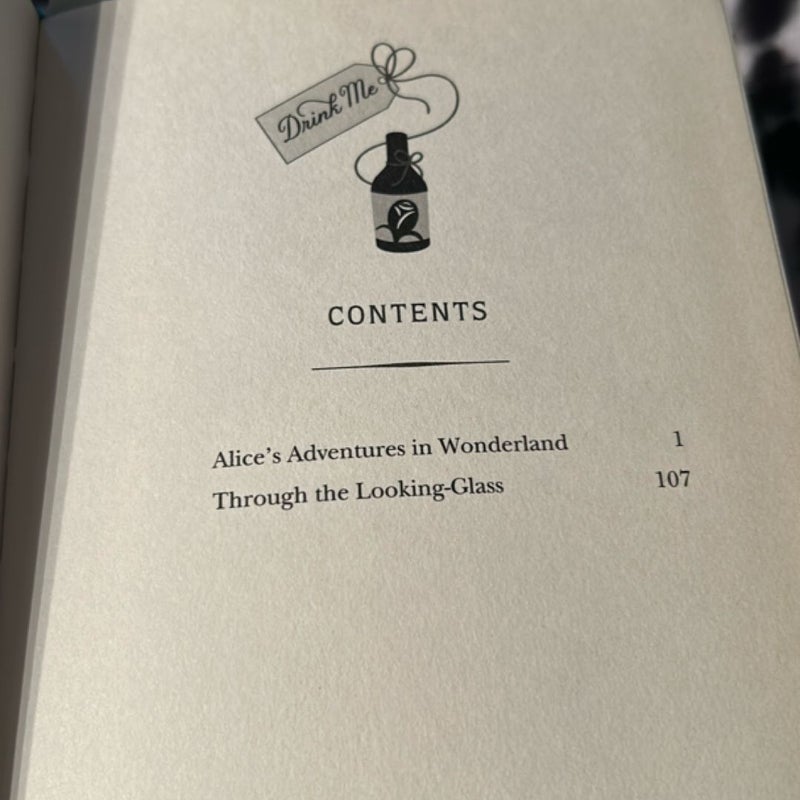 Drink Me
CONTENTS
Alice's Adventures in Wonderland 1
Through the Looking-Glass 107